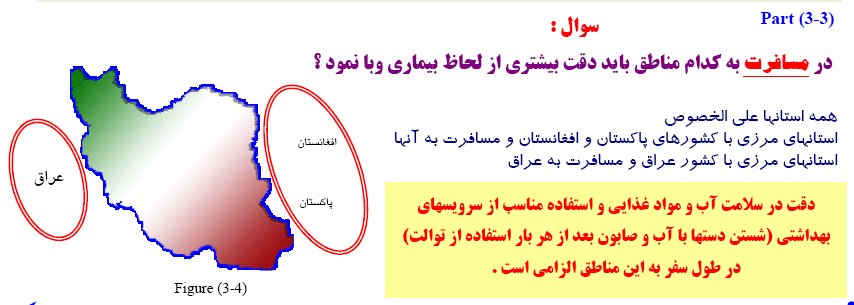 Part (3-3)
سوال :
در مسافرت به کدام مناطق باید دقت بیشتری از لحاظ بیماری وبا نمود ؟
همه استانها علی الخصوص
استانهای مرزی با کشورهای پاکستان و افغانستان و مسافرت به آنها
استانهای مرزی با کشور عراق و مسافرت به عراق
دقت در سلامت آب و مواد غذایی و استفاده مناسب از سرویسهای
بهداشتی (شستن دستها با آب و صابون بعد از هر بار استفاده از توالت)
در طول سفر به این مناطق الزامی است .
افغانستان
پاکستان
عراق
Figure (3-4)